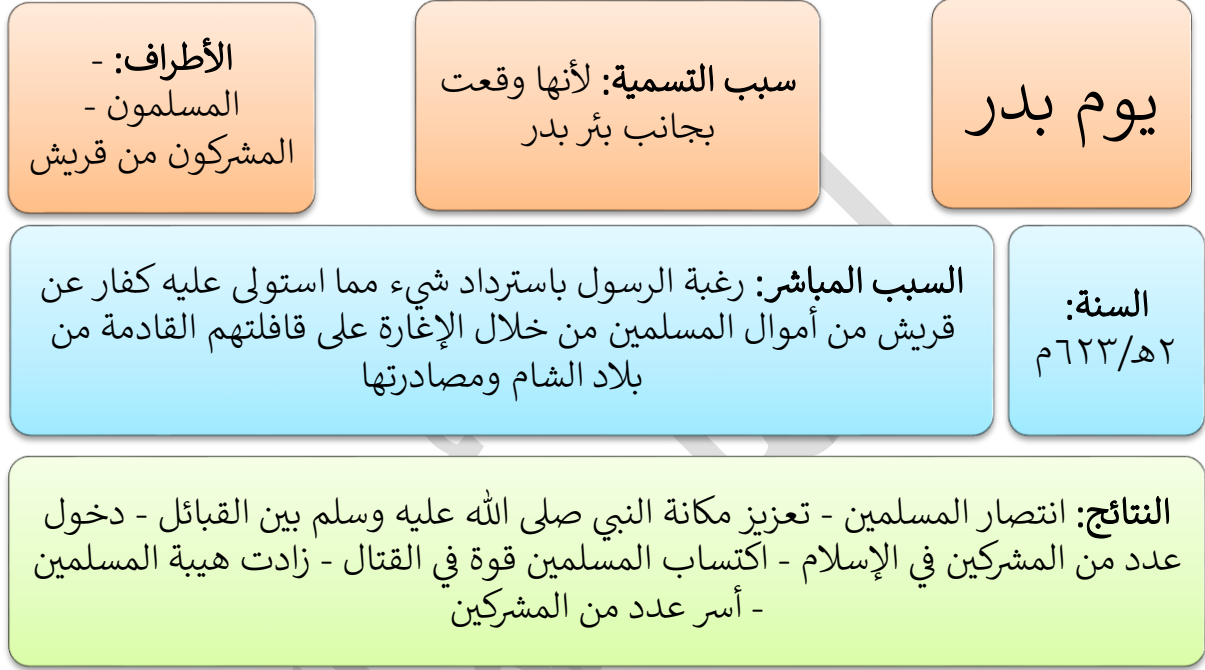 يوم بدر
سبب التسمية: لأنها وقعت
بجانب بئر بدر
الأطراف: -
المسلمون -
المشركون من قريش
السنة:
٢هـ/٦٢٣م
السبب المباشر: رغبة الرسول باسترداد شيء مما استولى عليه كفار عن
قريش من أموال المسلمين من خلال الإغارة على قافلتهم القادمة من
بلاد الشام ومصادرتها
النتائج: انتصار المسلمين - تعزيز مكانة النبي صلى الله عليه وسلم بين القبائل - دخول
عدد من المشركين في الإسلام - اكتساب المسلمين قوة في القتال - زادت هيبة المسلمين
- أسر عدد من المشركين